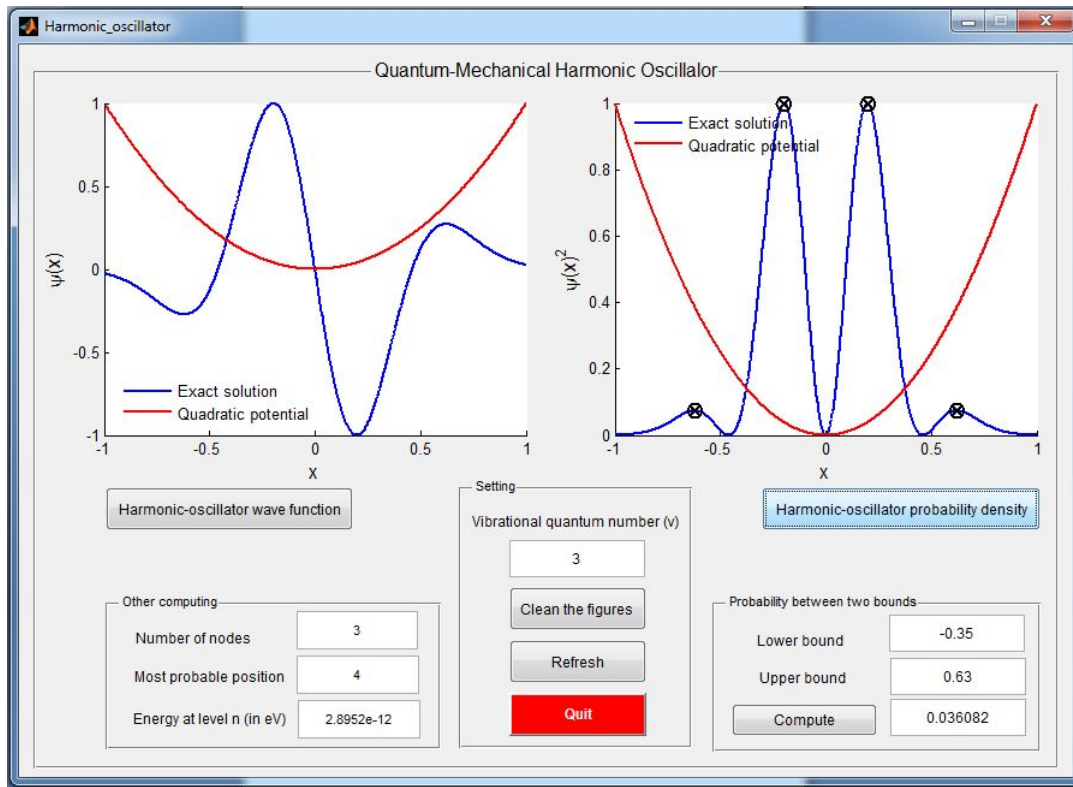 Harmonic_oscillator
Quantum-Mechanical Harmonic Oscillalor
1
0.5
0
-0.5
-1
ψ(x)
Exact solution
Quadratic potential
-1 -0.5 0 0.5 1
X
1
0.8
0.6
0.4
0.2
0
ψ(x)²
Exact solution
Quadratic potential
-1 -0.5 0 0.5 1
X
Harmonic-oscillator wave function
Harmonic-oscillator probability density
Setting
Vibrational quantum number (v)
3
Clean the figures
Refresh
Quit
Other computing
Number of nodes 3
Most probable position 4
Energy at level n (in eV) 2.8952e-12
Probability between two bounds
Lower bound -0.35
Upper bound 0.63
Compute 0.036082